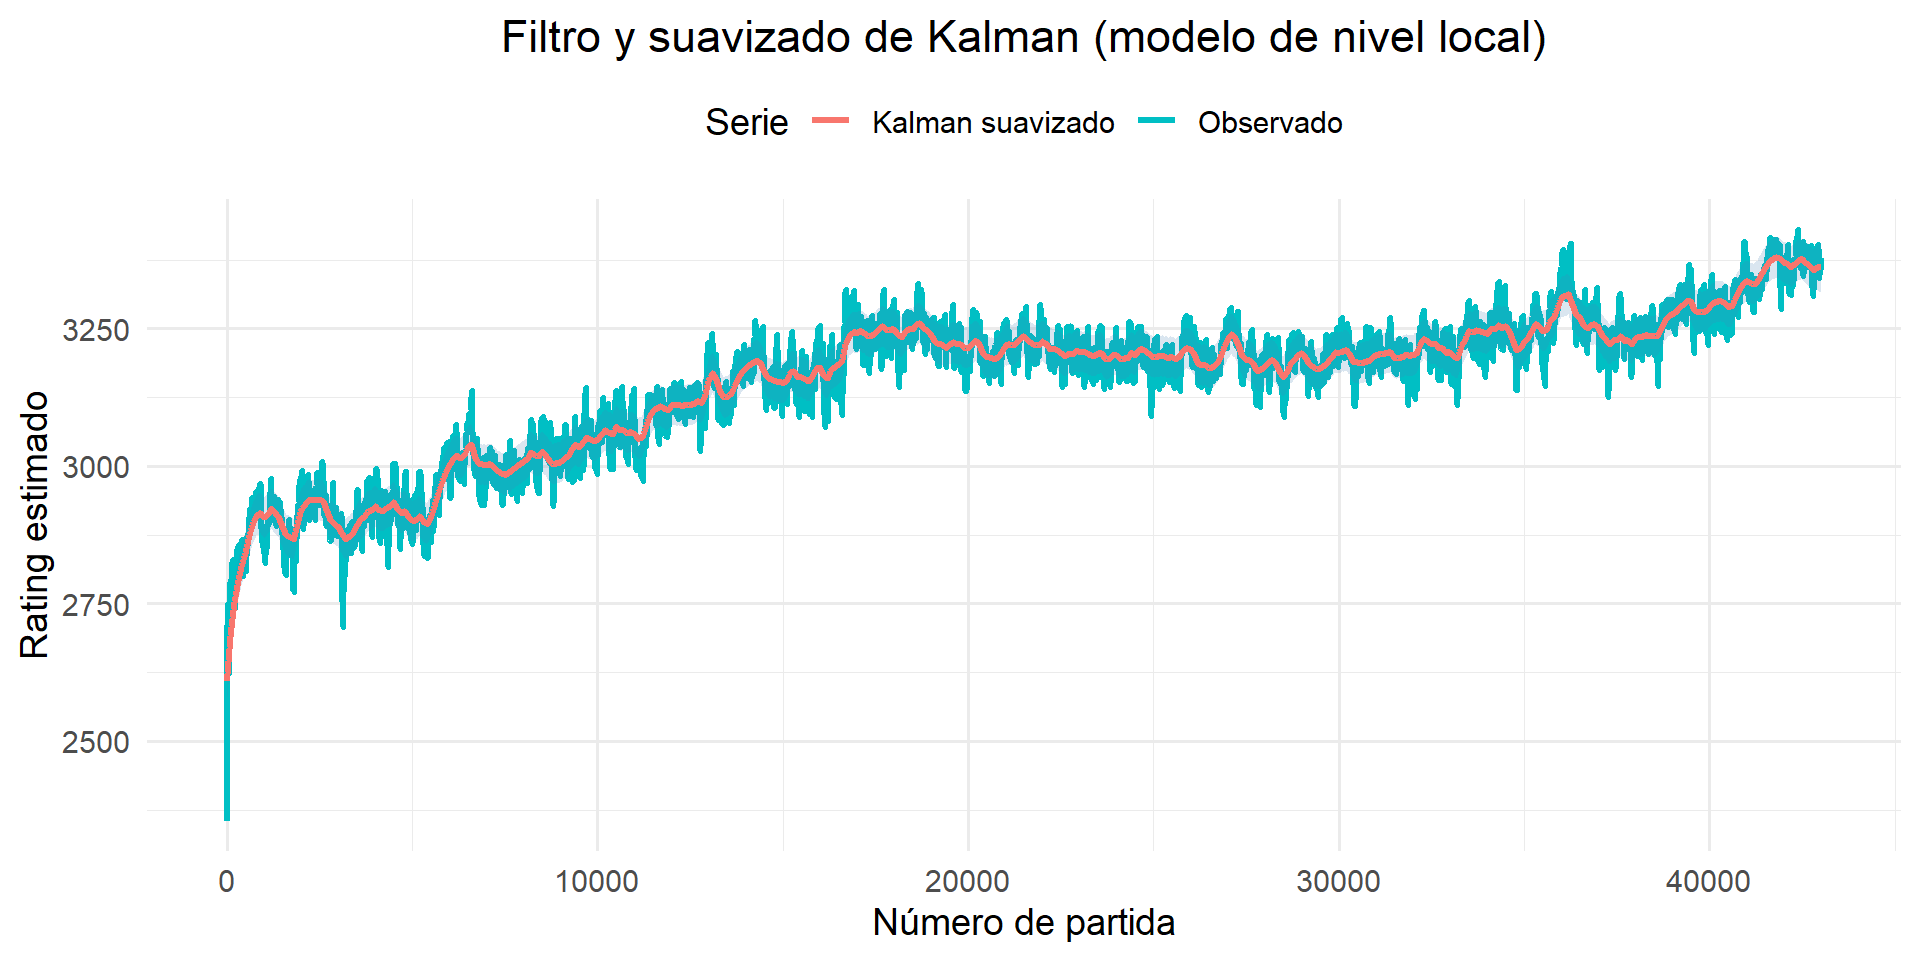 Filtro y suavizado de Kalman (modelo de nivel local)
Serie Kalman suavizado Observado
Rating estimado
3250
3000
2750
2500
0 10000 20000 30000 40000
Número de partida